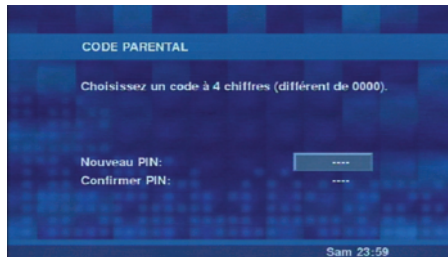 CODE PARENTAL
Choisissez un code à 4 chiffres (différent de 0000).
Nouveau PIN: ----
Confirmer PIN: ----
Sam 23:59